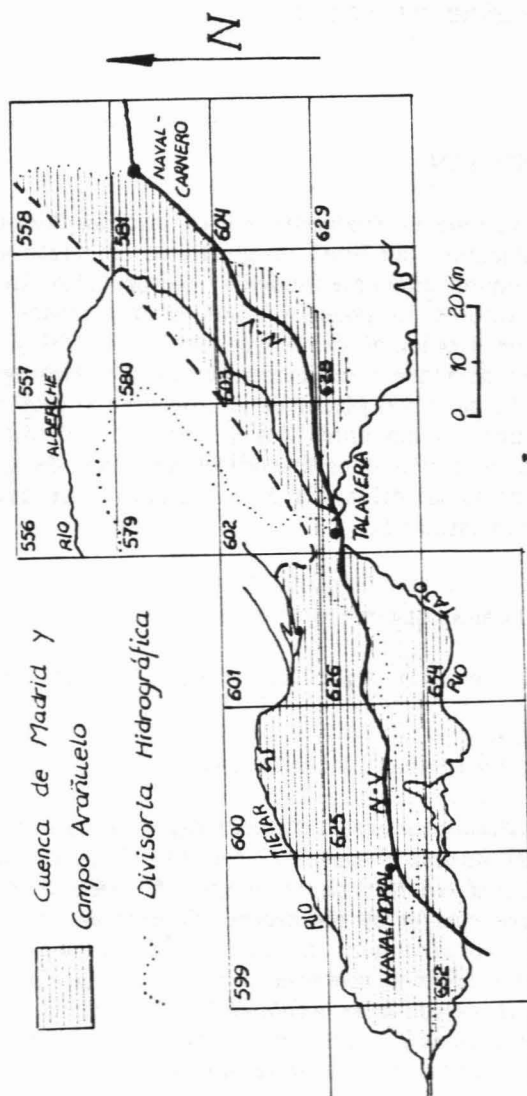 Cuenca de Madrid y
Campo Arañuelo
Divisoria Hidrográfica
N
556
557
558
RIO
ALBERCHE
579
580
581
NAVAL-
CARNERO
599
600
601
602
603
604
N-V
RIO
TIETAR
625
626
628
629
TALAVERA
N-V
NAVALMORAL
652
654
RIO
TAJO
0 10 20 Km